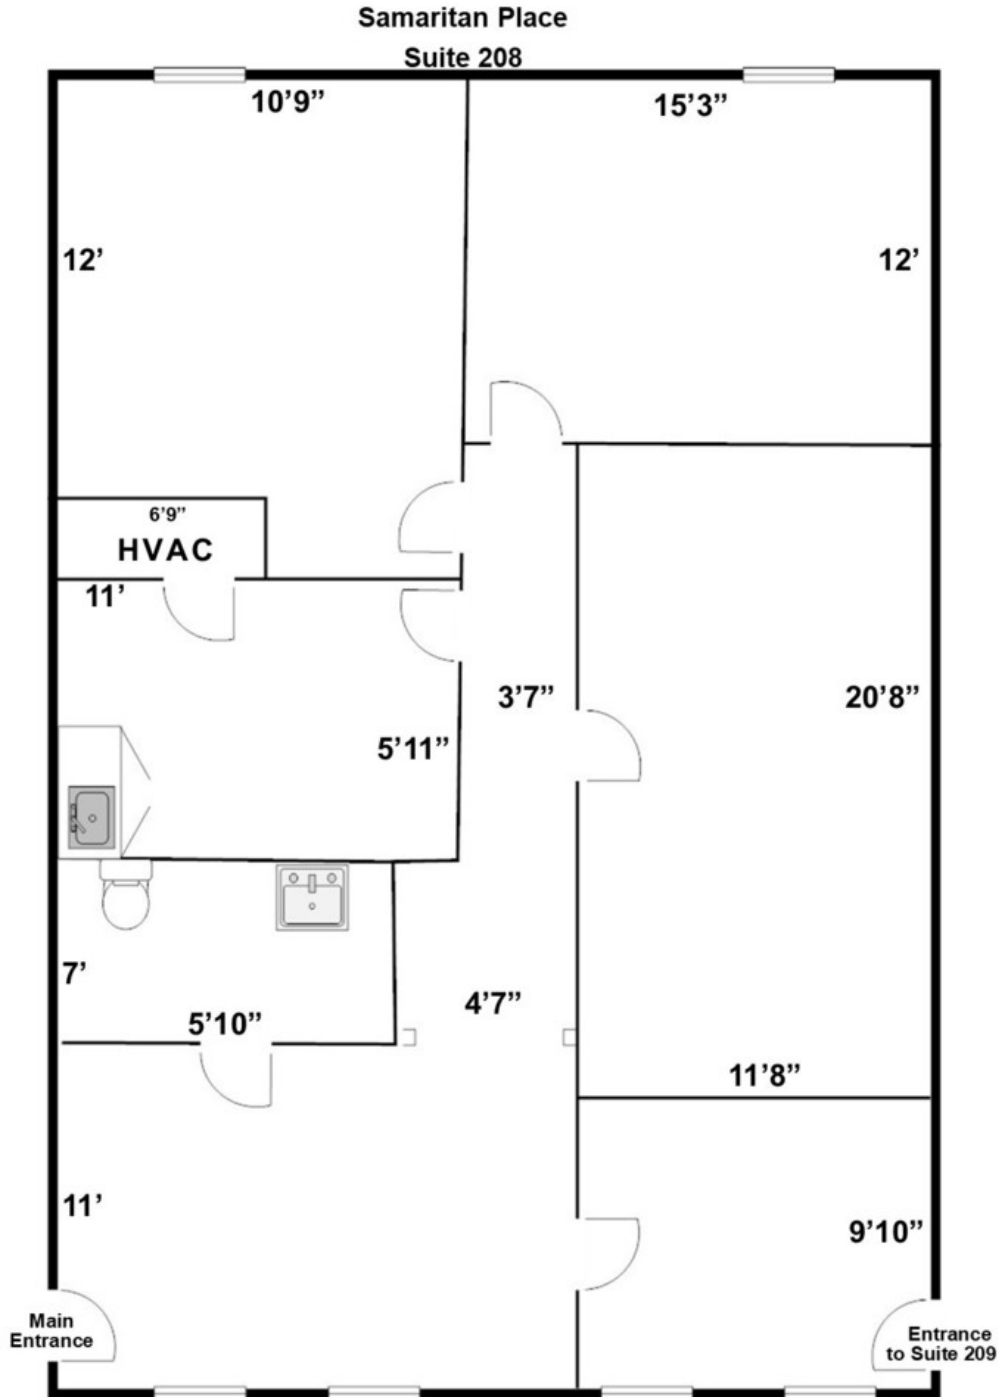 Samaritan Place
Suite 208
10’9”
15’3”
12’
12’
6’9”
HVAC
11’
3’7”
20’8”
5’11”
7’
4’7”
5’10”
11’8”
11’
9’10”
Main
Entrance
Entrance
to Suite 209